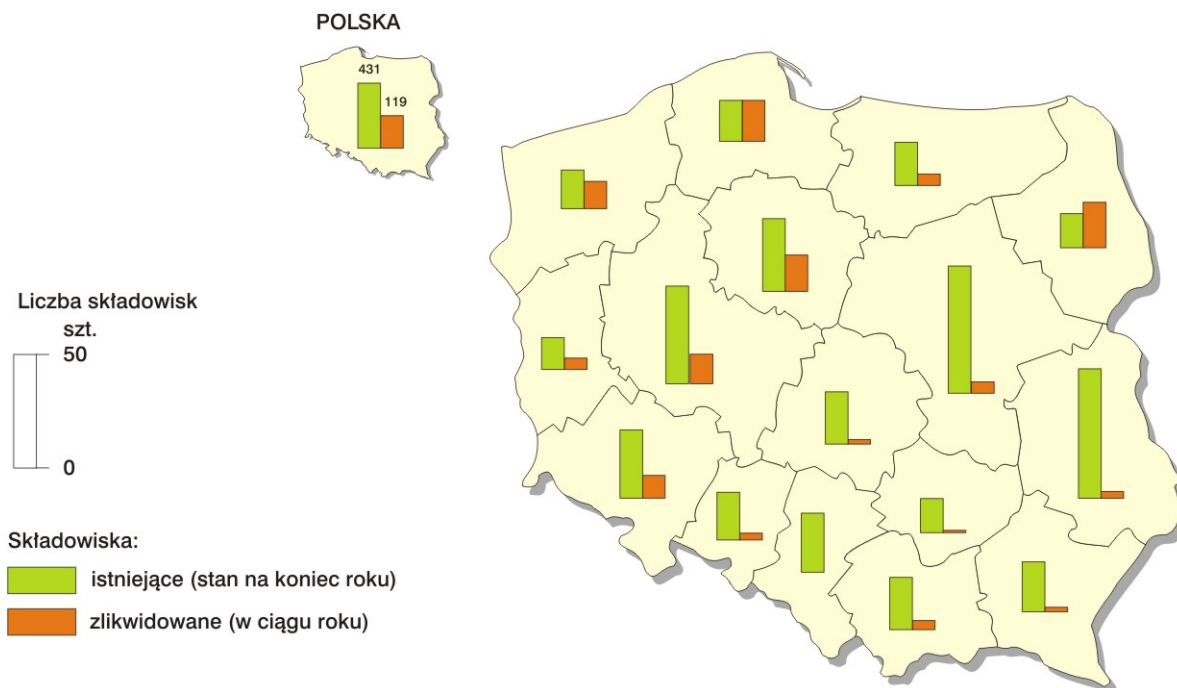 POLSKA
431
119
Liczba składowisk
szt.
50
0
Składowiska:
istniejące (stan na koniec roku)
zlikwidowane (w ciągu roku)